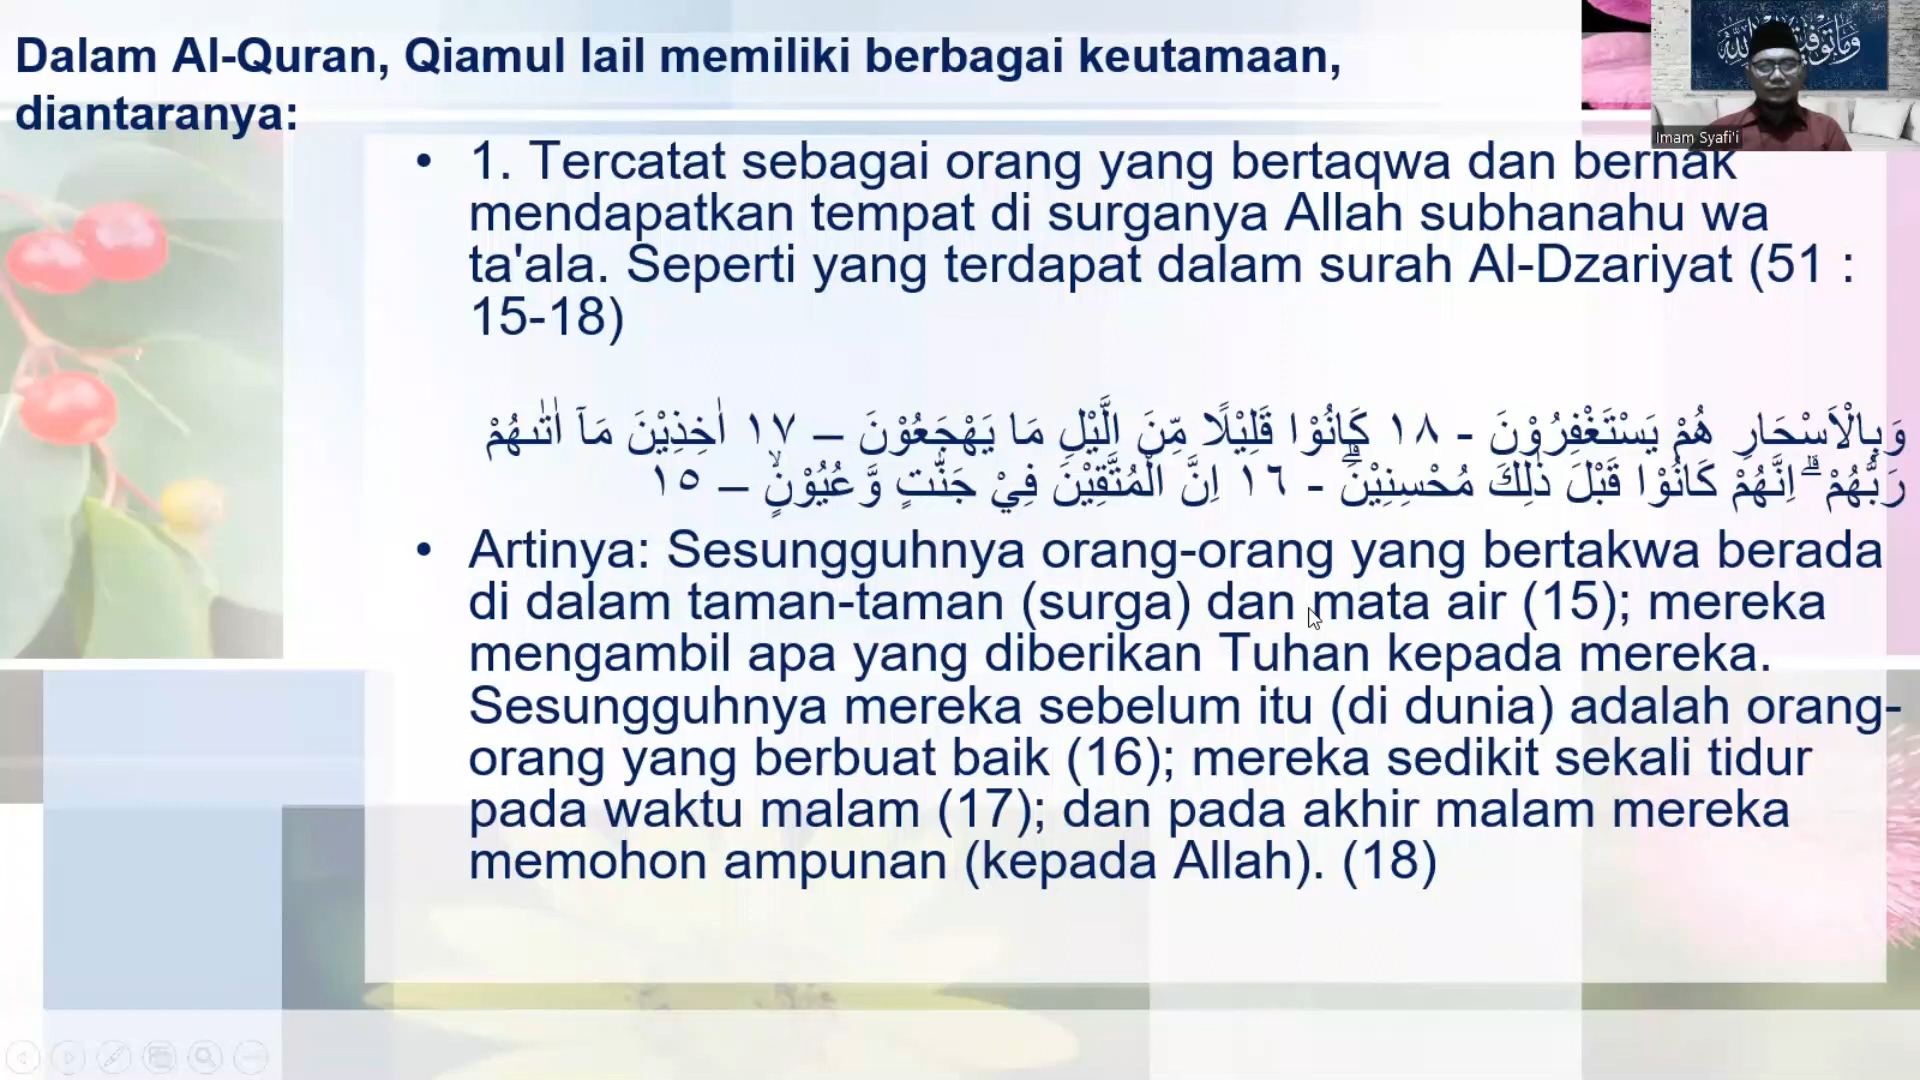 Dalam Al-Quran, Qiamul lail memiliki berbagai keutamaan,
diantaranya:
• 1. Tercatat sebagai orang yang bertaqwa dan berhak
mendapatkan tempat di surganya Allah subhanahu wa
ta'ala. Seperti yang terdapat dalam surah Al-Dzariyat (51 :
15-18)
وَبِالْاَسْحَارِ هُمْ يَسْتَغْفِرُوْنَ - ١٨ كَانُوْا قَلِيْلًا مِّنَ الَّيْلِ مَا يَهْجَعُوْنَ – ١٧ اٰخِذِيْنَ مَآ اٰتٰىهُمْ
رَبُّهُمْ ۗ اِنَّهُمْ كَانُوْا قَبْلَ ذٰلِكَ مُحْسِنِيْنَۗ - ١٦ اِنَّ الْمُتَّقِيْنَ فِيْ جَنّٰتٍ وَّعُيُوْنٍۙ – ١٥
• Artinya: Sesungguhnya orang-orang yang bertakwa berada
di dalam taman-taman (surga) dan mata air (15); mereka
mengambil apa yang diberikan Tuhan kepada mereka.
Sesungguhnya mereka sebelum itu (di dunia) adalah orang-
orang yang berbuat baik (16); mereka sedikit sekali tidur
pada waktu malam (17); dan pada akhir malam mereka
memohon ampunan (kepada Allah). (18)
Imam Syafi'i